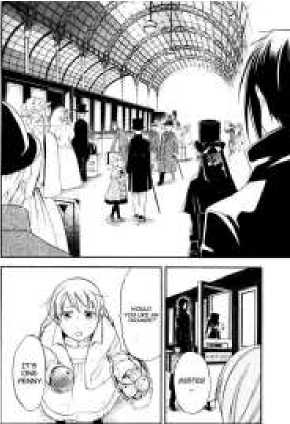 MISTER
...
WOULD
YOU LIKE AN
ORANGE?
IT'S
ONE
PENNY.